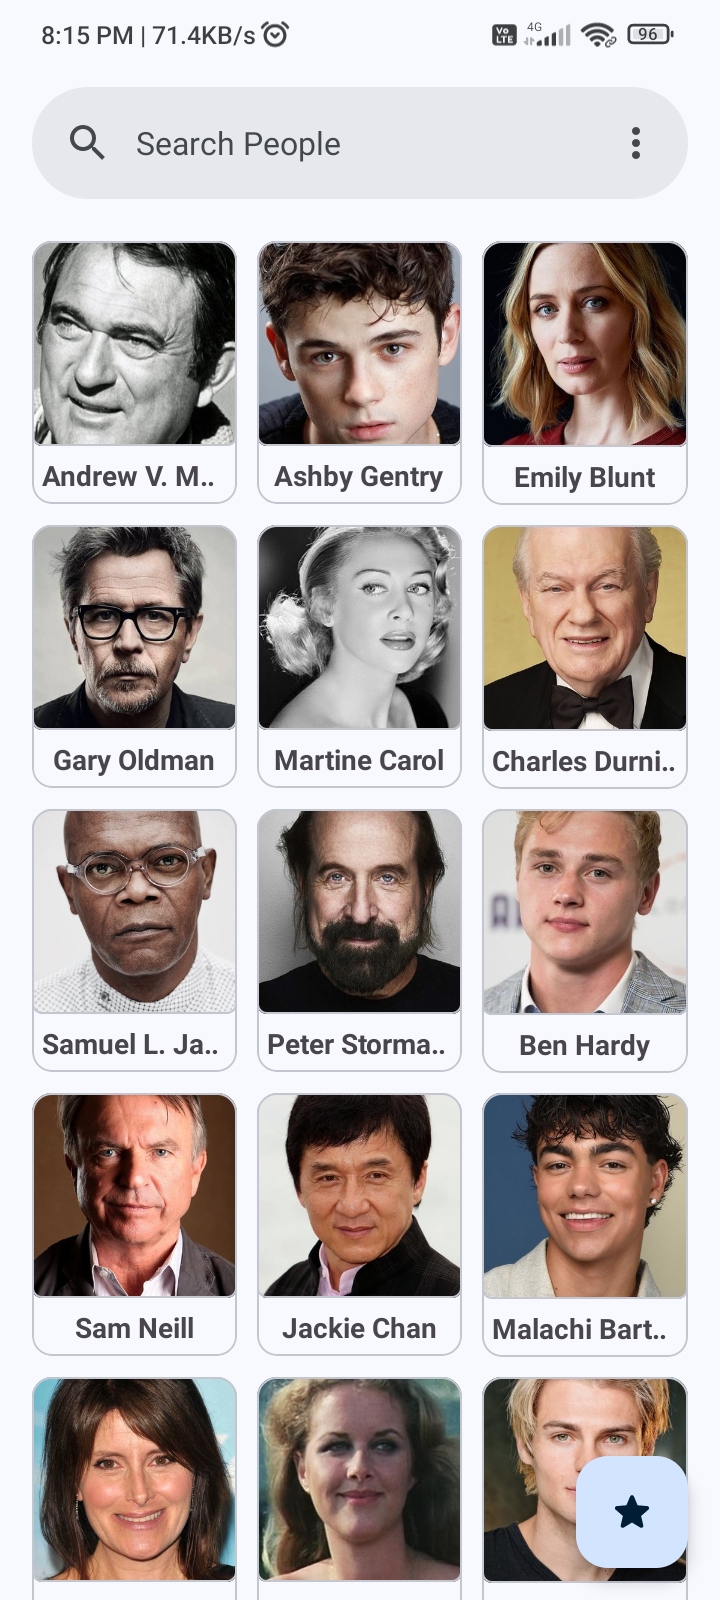 8:15 PM | 71.4KB/s
Vo LTE 4G 96
Search People
Andrew V. M..
Ashby Gentry
Emily Blunt
Gary Oldman
Martine Carol
Charles Durni..
Samuel L. Ja..
Peter Storma..
Ben Hardy
Sam Neill
Jackie Chan
Malachi Bart..